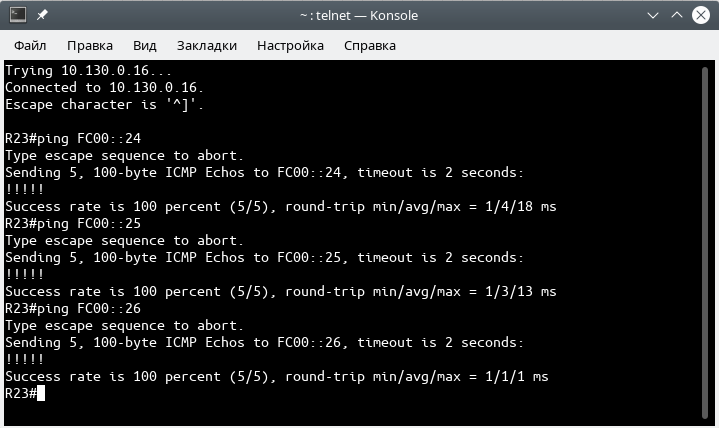 ~ : telnet — Konsole
Файл Правка Вид Закладки Настройка Справка
Trying 10.130.0.16...
Connected to 10.130.0.16.
Escape character is '^]'.
R23#ping FC00::24
Type escape sequence to abort.
Sending 5, 100-byte ICMP Echos to FC00::24, timeout is 2 seconds:
!!!!!
Success rate is 100 percent (5/5), round-trip min/avg/max = 1/4/18 ms
R23#ping FC00::25
Type escape sequence to abort.
Sending 5, 100-byte ICMP Echos to FC00::25, timeout is 2 seconds:
!!!!!
Success rate is 100 percent (5/5), round-trip min/avg/max = 1/3/13 ms
R23#ping FC00::26
Type escape sequence to abort.
Sending 5, 100-byte ICMP Echos to FC00::26, timeout is 2 seconds:
!!!!!
Success rate is 100 percent (5/5), round-trip min/avg/max = 1/1/1 ms
R23#